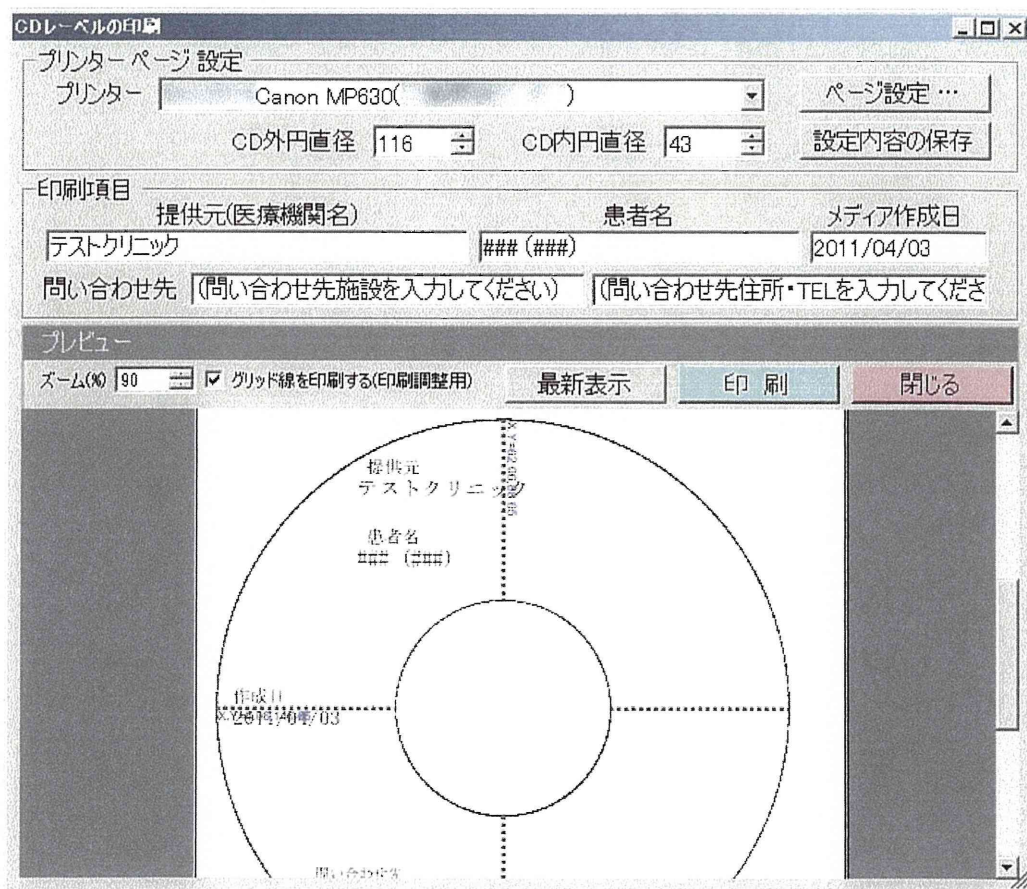 CDレーベルの印刷
プリンター ページ 設定
プリンター Canon MP630( ) ページ設定 …
CD外円直径 116 CD内円直径 43 設定内容の保存
印刷項目
提供元(医療機関名) 患者名 メディア作成日
テストクリニック ### (###) 2011/04/03
問い合わせ先 (問い合わせ先施設を入力してください) (問い合わせ先住所・TELを入力してくださ
プレビュー
ズーム(%) 90 グリッド線を印刷する(印刷調整用) 最新表示 印 刷 閉じる
提供元
テストクリニック
患者名
### (###)
作成日
2011/04/03
問い合わせ先